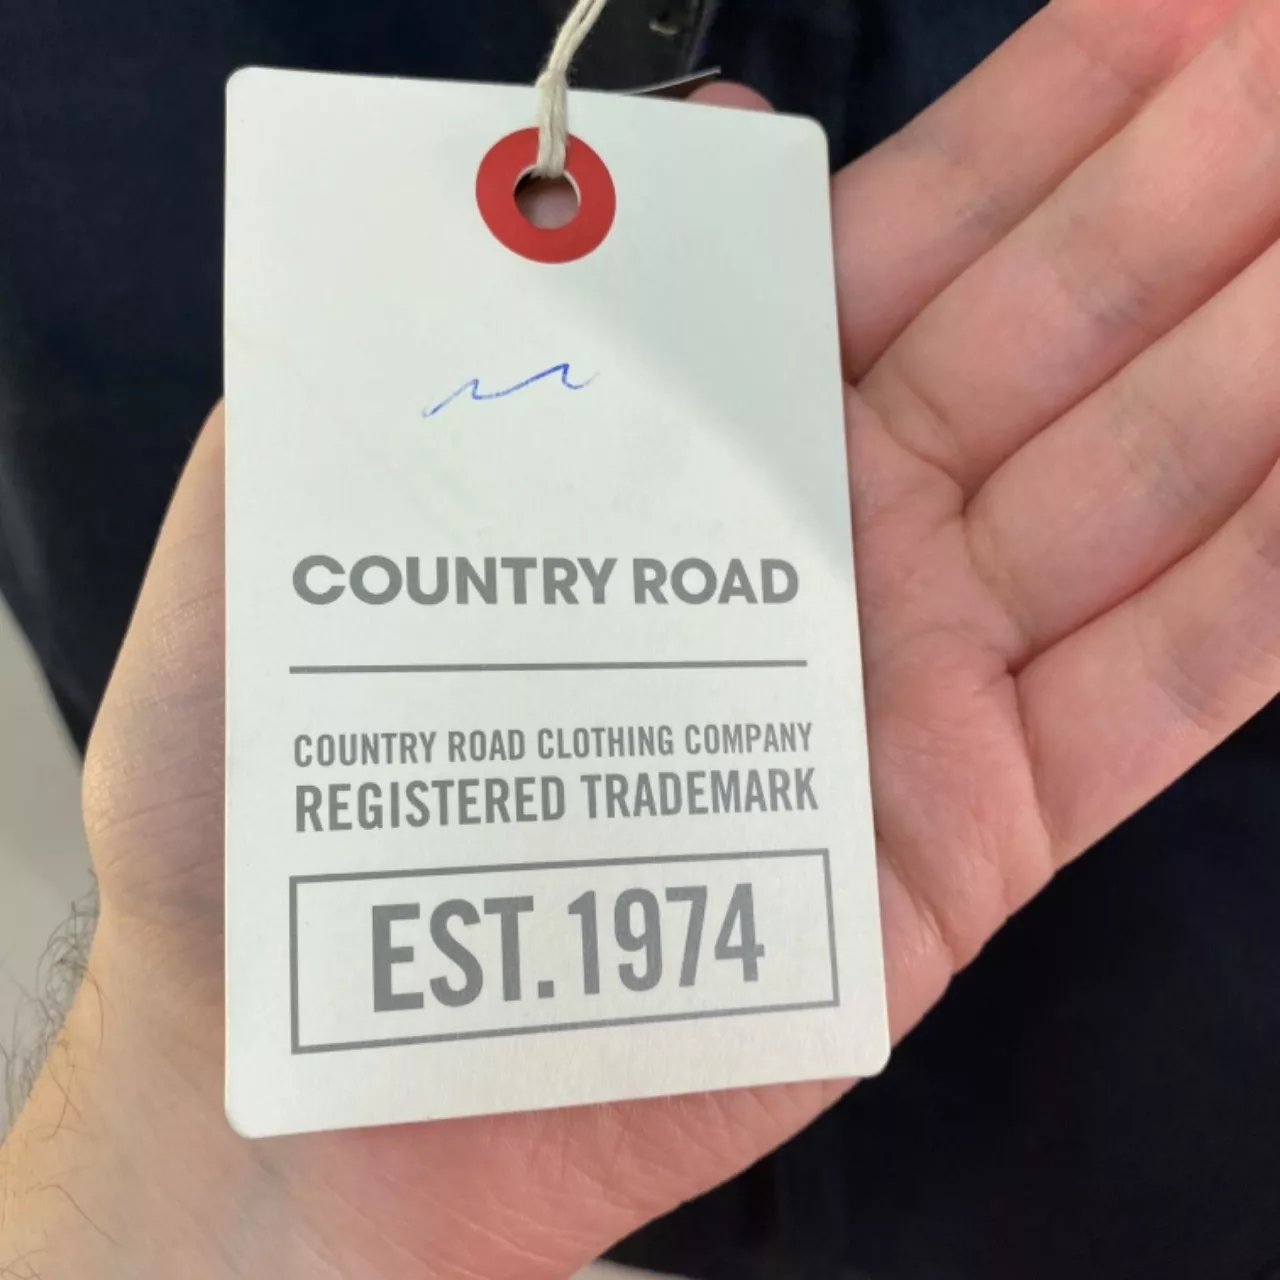 COUNTRY ROAD
COUNTRY ROAD CLOTHING COMPANY
REGISTERED TRADEMARK
EST. 1974